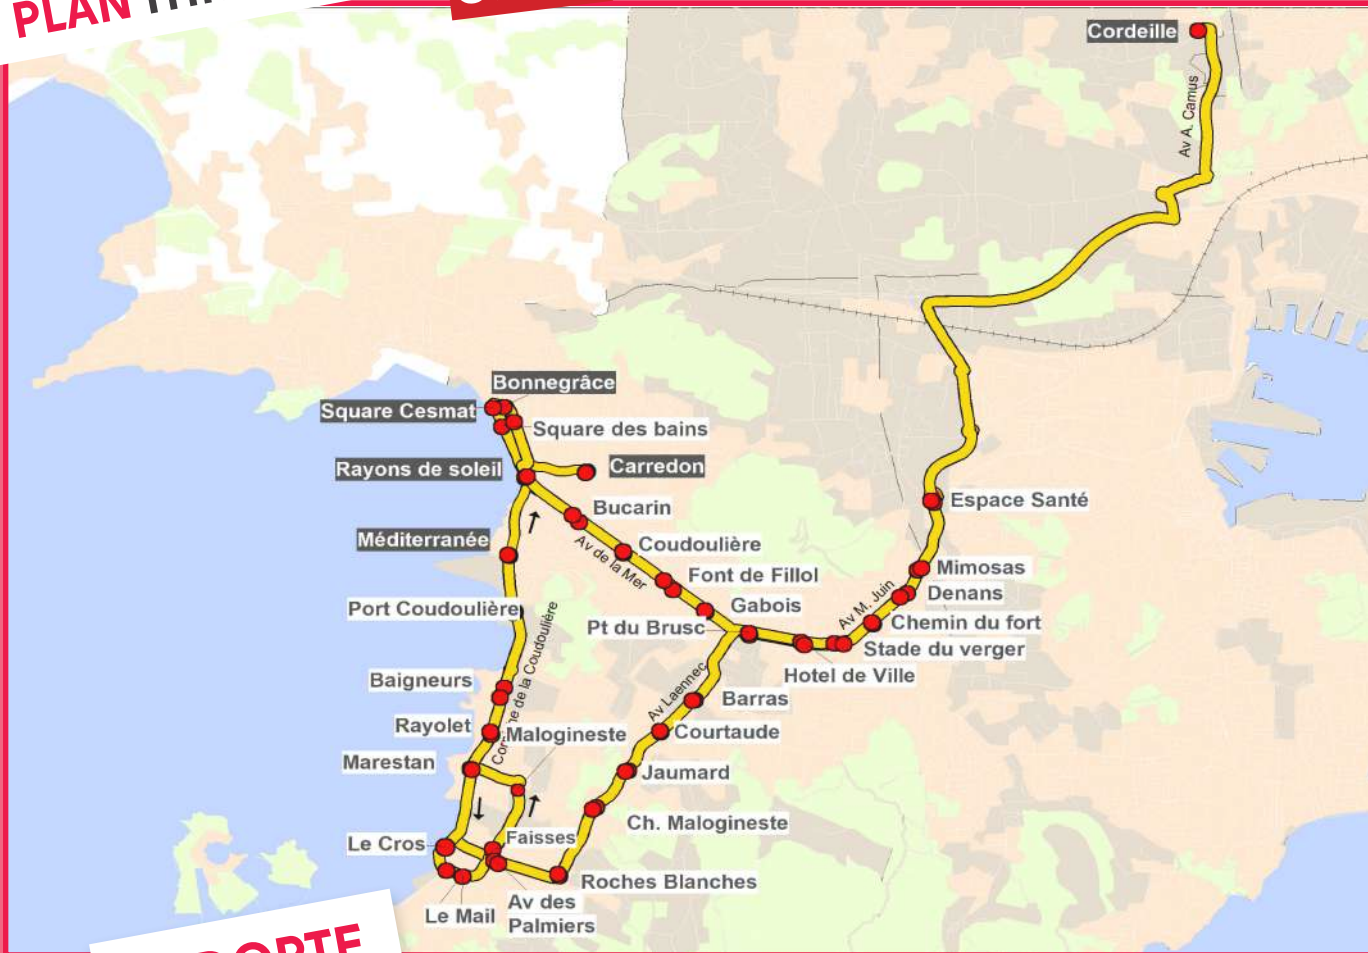 PLAN
Cordeille
Av A. Camus
Bonnegrâce
Square Cesmat
Square des bains
Rayons de soleil
Carredon
Espace Santé
Bucarin
Méditerranée
Coudoulière
Av de la Mer
Mimosas
Font de Fillol
Denans
Av M. Juin
Port Coudoulière
Gabois
Chemin du fort
Pt du Brusc
Stade du verger
Hotel de Ville
Baigneurs
Av Laennec
Barras
de la Coudoulière
Rayolet
Malogineste
Courtaude
Marestan
Jaumard
Ch. Malogineste
Le Cros
Faisses
Roches Blanches
Le Mail
Av des
Palmiers